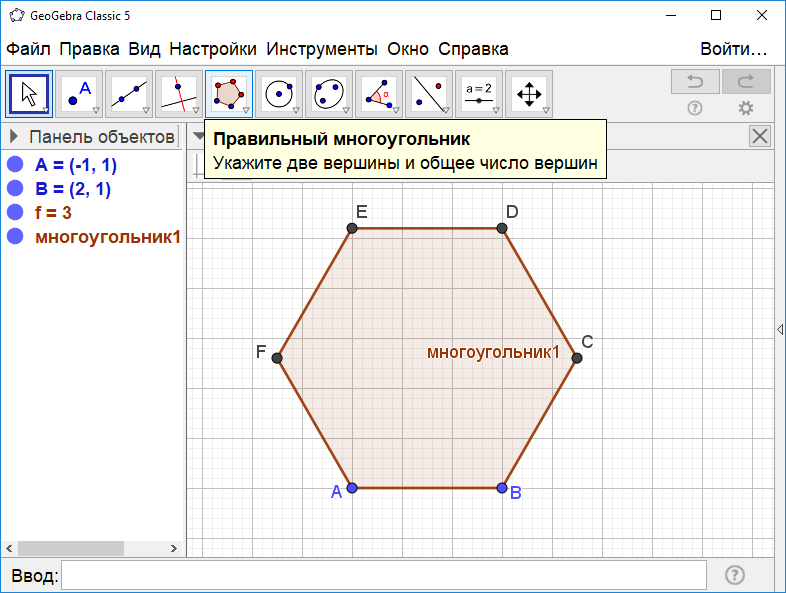 GeoGebra Classic 5
Файл Правка Вид Настройки Инструменты Окно Справка Войти…
A α a = 2
Правильный многоугольник
Укажите две вершины и общее число вершин
Панель объектов
A = (-1, 1)
B = (2, 1)
f = 3
многоугольник1
E D
F многоугольник1 C
A B
Ввод: